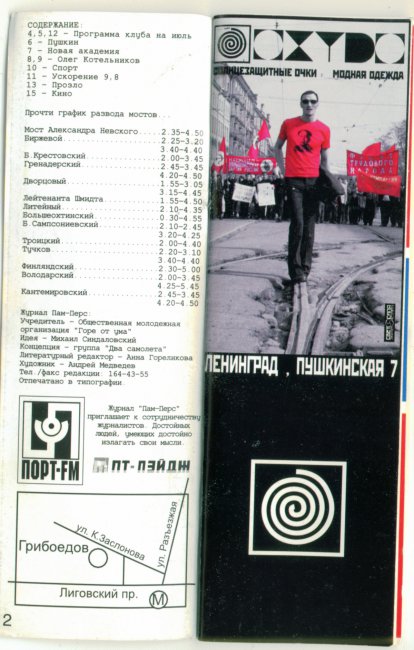 СОДЕРЖАНИЕ:
4,5,12 - Программа клуба на июль
6 - Пушкин
7 - Новая академия
8,9 - Олег Котельников
10 - Спорт
11 - Ускорение 9.8
13 - Проэло
15 - Кино
Прочти график развода мостов...
Мост Александра Невского.....2.35-4.50
Биржевой.....2.25-3.20
3.40-4.40
Б.Крестовский.....2.00-3.45
Гренадерский.....2.45-3.45
4.20-4.50
Дворцовый.....1.55-3.05
3.15-4.45
Лейтенанта Шмидта.....1.55-4.50
Литейный.....2.10-4.35
Большеохтинский.....0.30-4.55
Б.Сампсониевский.....2.10-2.45
3.20-4.25
Троицкий.....2.00-4.40
Тучков.....2.20-3.10
3.40-4.40
Финляндский.....2.30-5.00
Володарский.....2.00-3.45
4.25-5.45
Кантемировский.....2.45-3.45
4.20-4.50
Журнал Пам-Перс:
Учредитель - Общественная молодежная
организация "Горе от ума"
Идея - Михаил Синдаловский
Концепция - группа "Два самолета"
Литературный редактор - Анна Гореликова
Художник - Андрей Медведев
Тел./факс редакции 164-43-55
Отпечатано в типографии
ПОРТ-FM
Журнал "Пам-Перс"
приглашает к сотрудничеству
журналистов. Достойных
людей, умеющих достойно
излагать свои мысли.
ПТ-ПЭЙДЖ
ул. К.Заслонова
ул. Разъезжая
Грибоедов
Лиговский пр.
М
2
OXYDO
СОЛНЦЕЗАЩИТНЫЕ ОЧКИ , МОДНАЯ ОДЕЖДА
ТРУДОВОГО
НАРОДА
ЛЕНИНГРАД , ПУШКИНСКАЯ 7